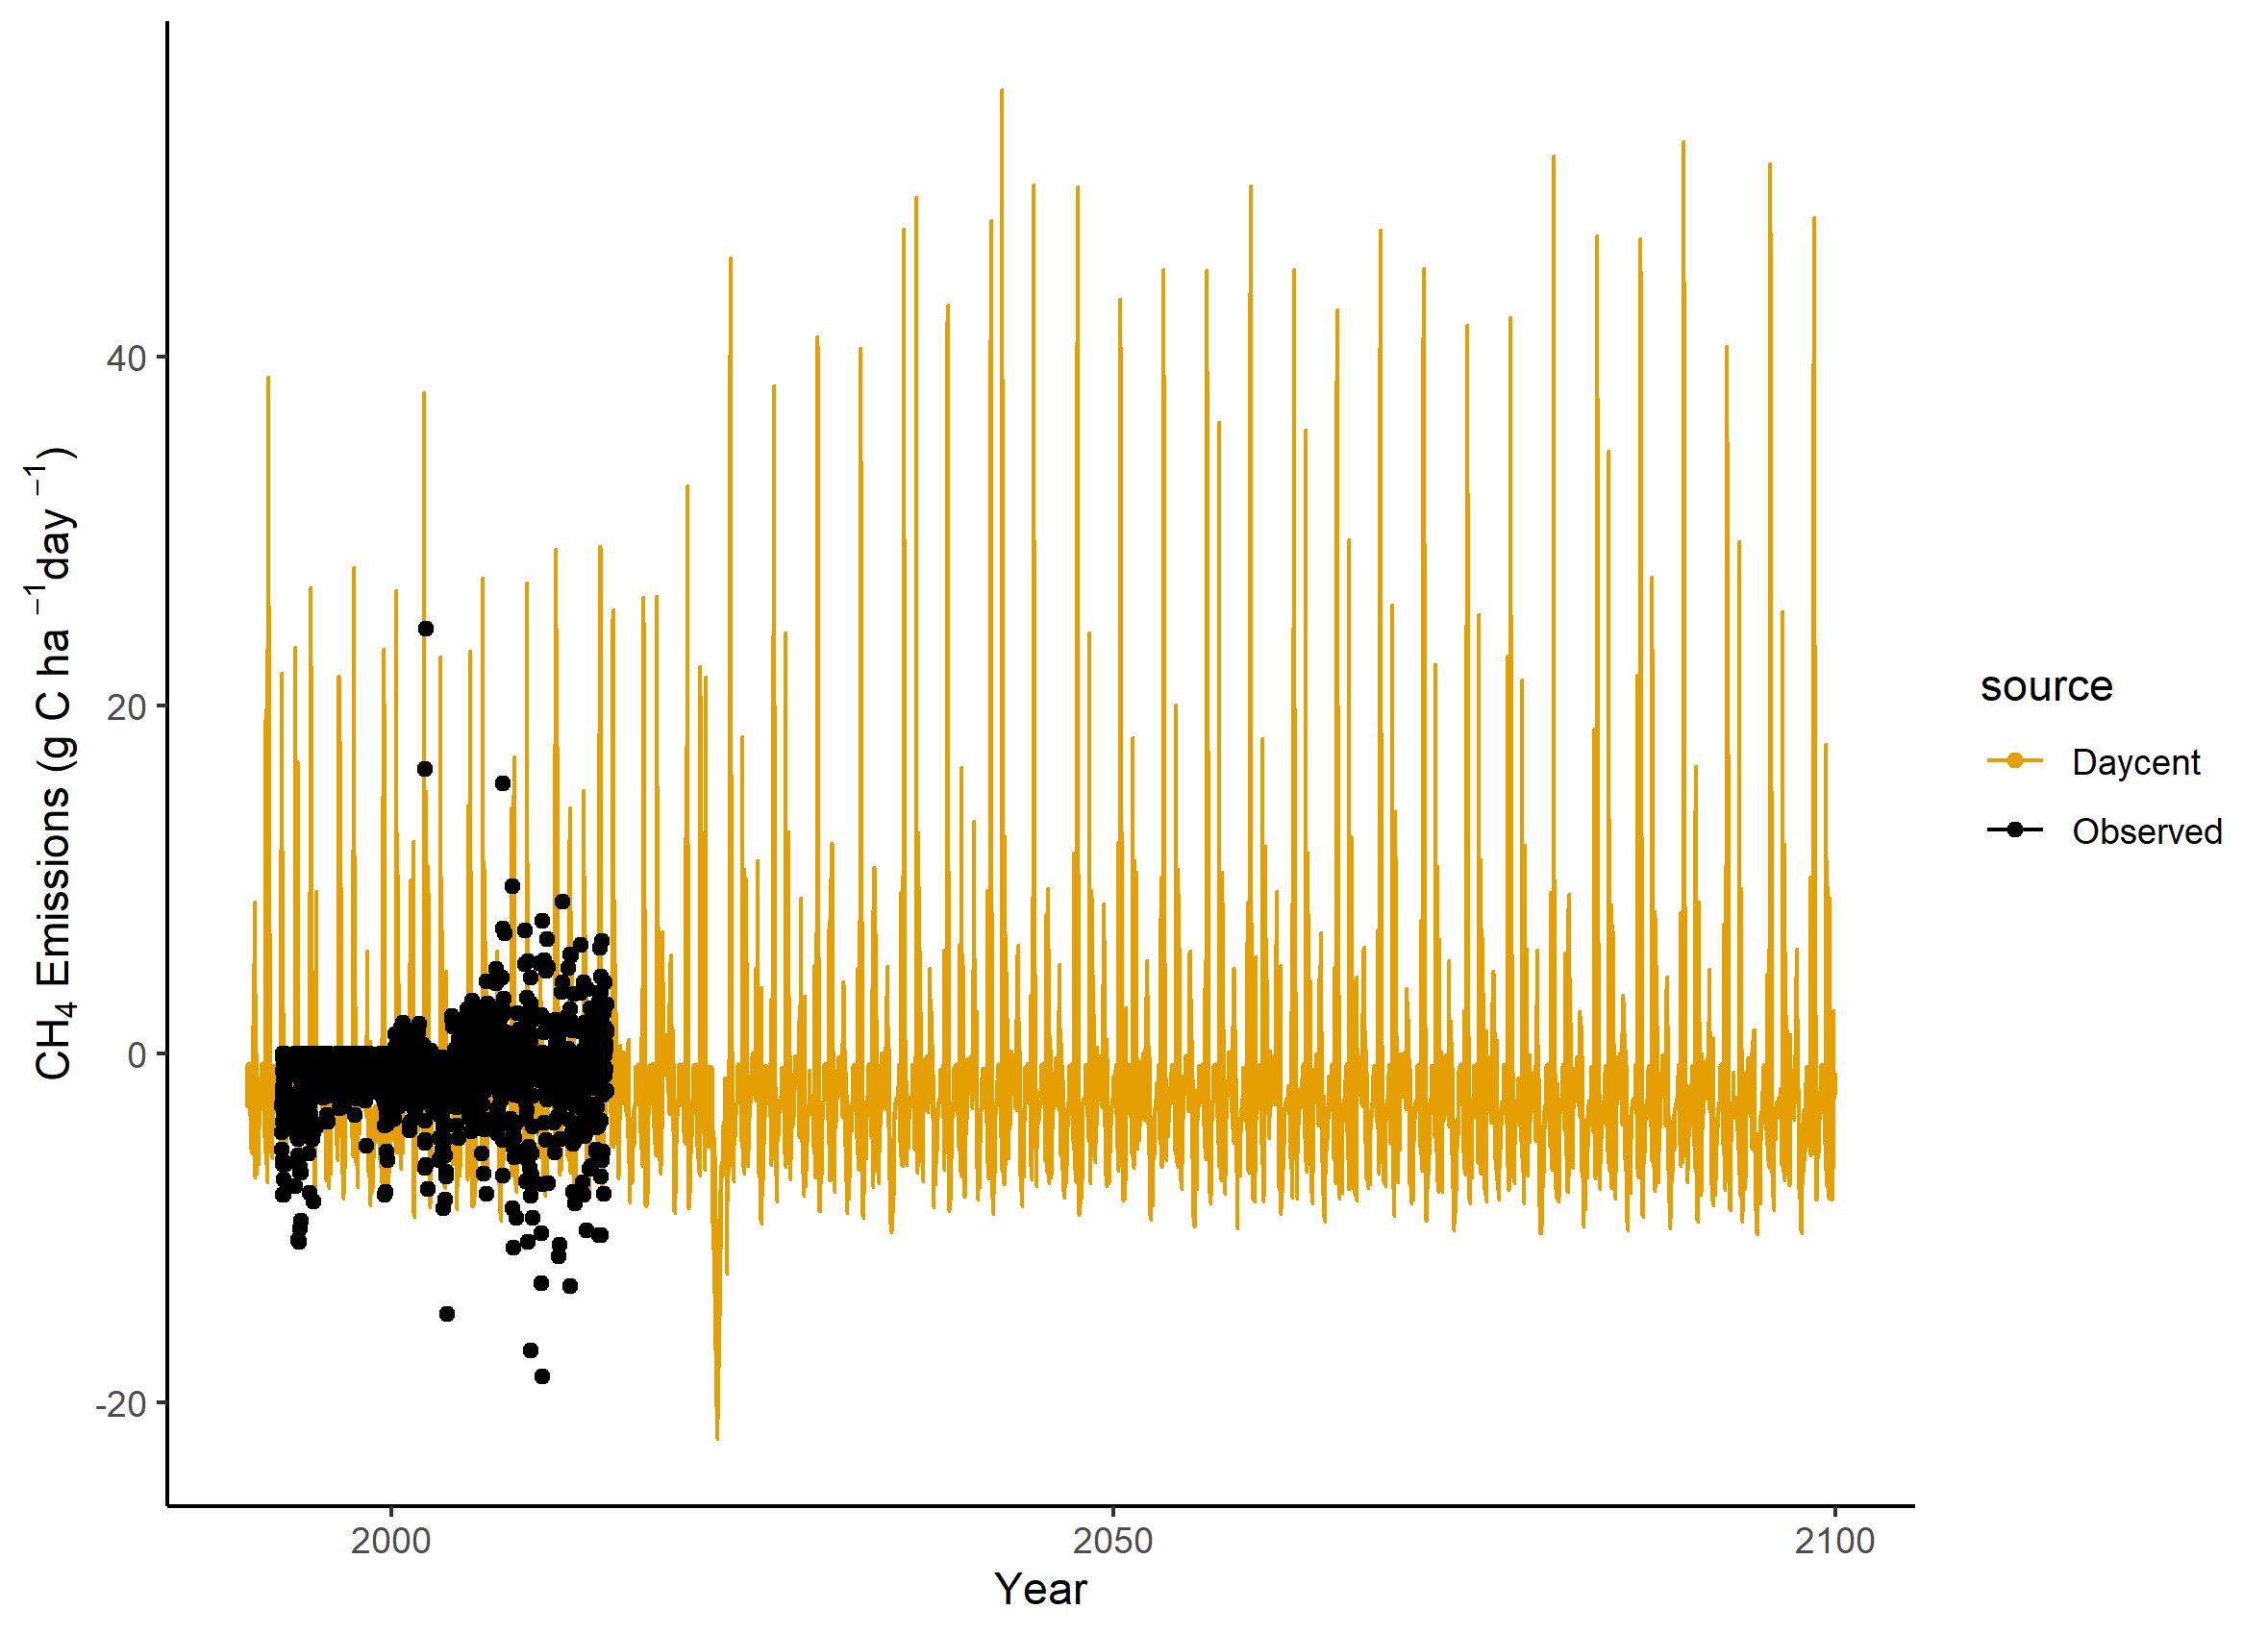 CH₄ Emissions (g C ha ⁻¹day ⁻¹)
40
20
0
-20
2000
2050
2100
Year
source
Daycent
Observed